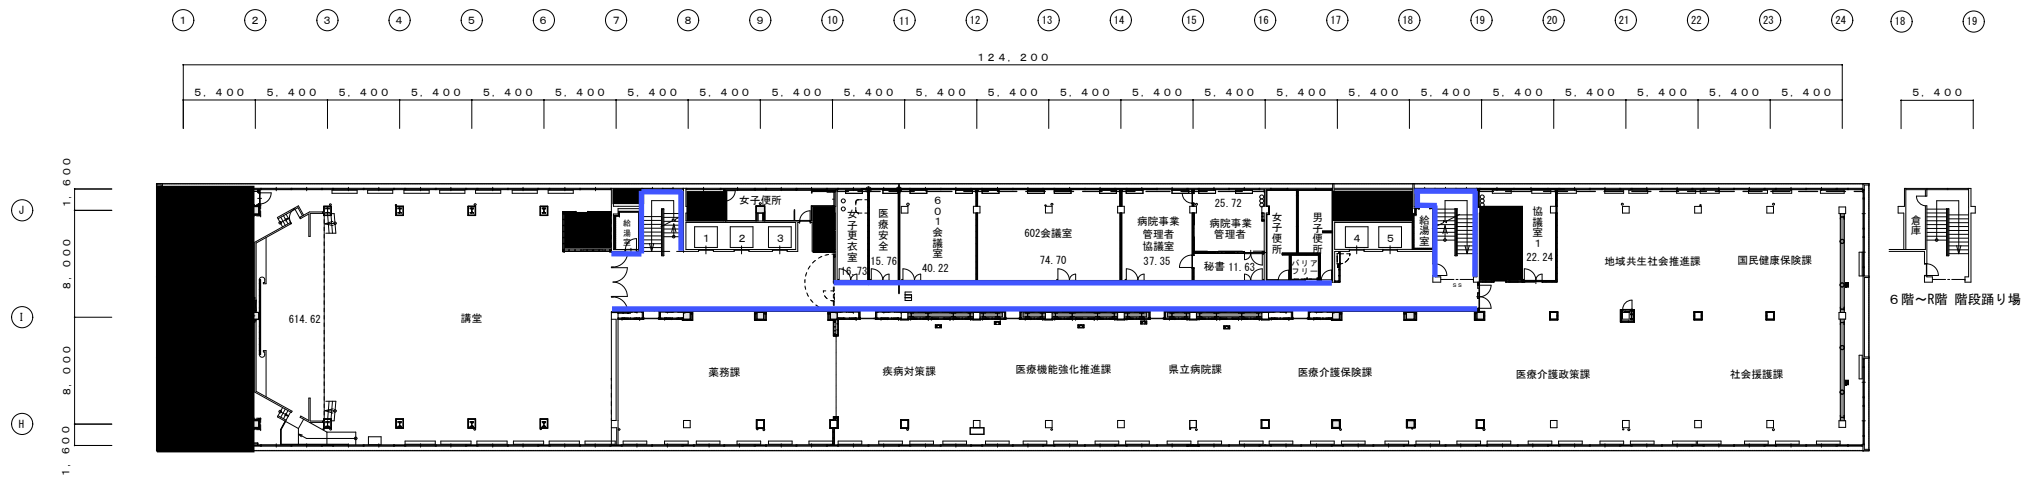 1 2 3 4 5 6 7 8 9 10 11 12 13 14 15 16 17 18 19 20 21 22 23 24 18 19
124,200
5,400 5,400 5,400 5,400 5,400 5,400 5,400 5,400 5,400 5,400 5,400 5,400 5,400 5,400 5,400 5,400 5,400 5,400 5,400 5,400 5,400 5,400 5,400 5,400
1,600
J
8,000
I
8,000
H
1,600
614.62
講堂
給湯室
1
2
3
女子便所
女子更衣室
16.73
医療安全
15.76
601会議室
40.22
602会議室
74.70
病院事業
管理者
協議室
37.35
25.72
病院事業
管理者
秘書 11.63
女子便所
男子便所
バリア
フリー
4
5
給湯室
SS
協議室1
22.24
地域共生社会推進課
国民健康保険課
倉庫
6階～R階 階段踊り場
薬務課
疾病対策課
医療機能強化推進課
県立病院課
医療介護保険課
医療介護政策課
社会援護課